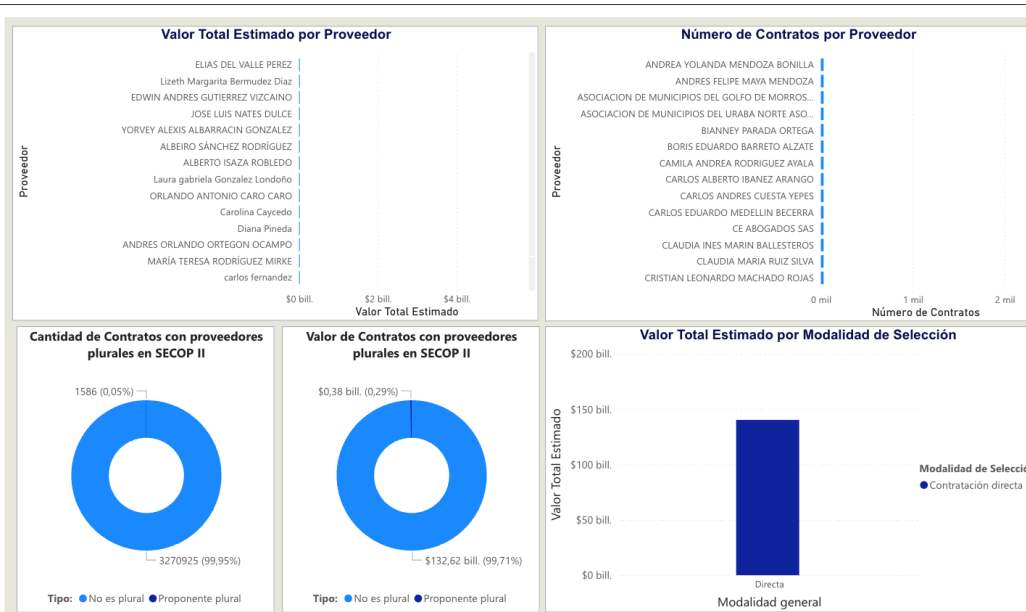 Valor Total Estimado por Proveedor
Proveedor
ELIAS DEL VALLE PEREZ
Lizeth Margarita Bermudez Diaz
EDWIN ANDRES GUTIERREZ VIZCAINO
JOSE LUIS NATES DULCE
YORVEY ALEXIS ALBARRACIN GONZALEZ
ALBEIRO SÁNCHEZ RODRÍGUEZ
ALBERTO ISAZA ROBLEDO
Laura gabriela Gonzalez Londoño
ORLANDO ANTONIO CARO CARO
Carolina Caycedo
Diana Pineda
ANDRES ORLANDO ORTEGON OCAMPO
MARÍA TERESA RODRÍGUEZ MIRKE
carlos fernandez
$0 bill. $2 bill. $4 bill.
Valor Total Estimado
Número de Contratos por Proveedor
Proveedor
ANDREA YOLANDA MENDOZA BONILLA
ANDRES FELIPE MAYA MENDOZA
ASOCIACION DE MUNICIPIOS DEL GOLFO DE MORROS...
ASOCIACION DE MUNICIPIOS DEL URABA NORTE ASO...
BIANNEY PARADA ORTEGA
BORIS EDUARDO BARRETO ALZATE
CAMILA ANDREA RODRIGUEZ AYALA
CARLOS ALBERTO IBANEZ ARANGO
CARLOS ANDRES CUESTA YEPES
CARLOS EDUARDO MEDELLIN BECERRA
CE ABOGADOS SAS
CLAUDIA INES MARIN BALLESTEROS
CLAUDIA MARIA RUIZ SILVA
CRISTIAN LEONARDO MACHADO ROJAS
0 mil 1 mil 2 mil
Número de Contratos
Cantidad de Contratos con proveedores
plurales en SECOP II
1586 (0,05%)
3270925 (99,95%)
Tipo: No es plural Proponente plural
Valor de Contratos con proveedores
plurales en SECOP II
$0,38 bill. (0,29%)
$132,62 bill. (99,71%)
Tipo: No es plural Proponente plural
Valor Total Estimado por Modalidad de Selección
Valor Total Estimado
$200 bill.
$150 bill.
$100 bill.
$50 bill.
$0 bill.
Directa
Modalidad general
Modalidad de Selecció
Contratación directa